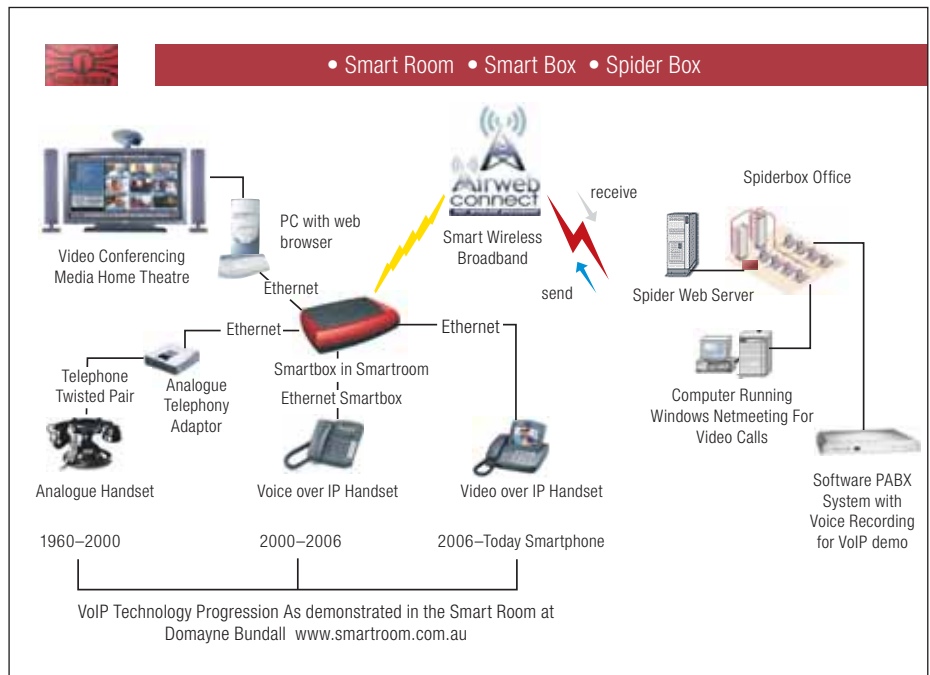 • Smart Room • Smart Box • Spider Box
Airweb
connect
receive
Spiderbox Office
PC with web
browser
Smart Wireless
Broadband
Video Conferencing
Media Home Theatre
Ethernet
send
Spider Web Server
Ethernet
Ethernet
Smartbox in Smartroom
Telephone
Twisted Pair
Analogue
Telephony
Adaptor
Ethernet Smartbox
Computer Running
Windows Netmeeting For
Video Calls
Analogue Handset
Voice over IP Handset
Video over IP Handset
Software PABX
System with
Voice Recording
for VoIP demo
1960–2000
2000–2006
2006–Today Smartphone
VoIP Technology Progression As demonstrated in the Smart Room at
Domayne Bundall www.smartroom.com.au